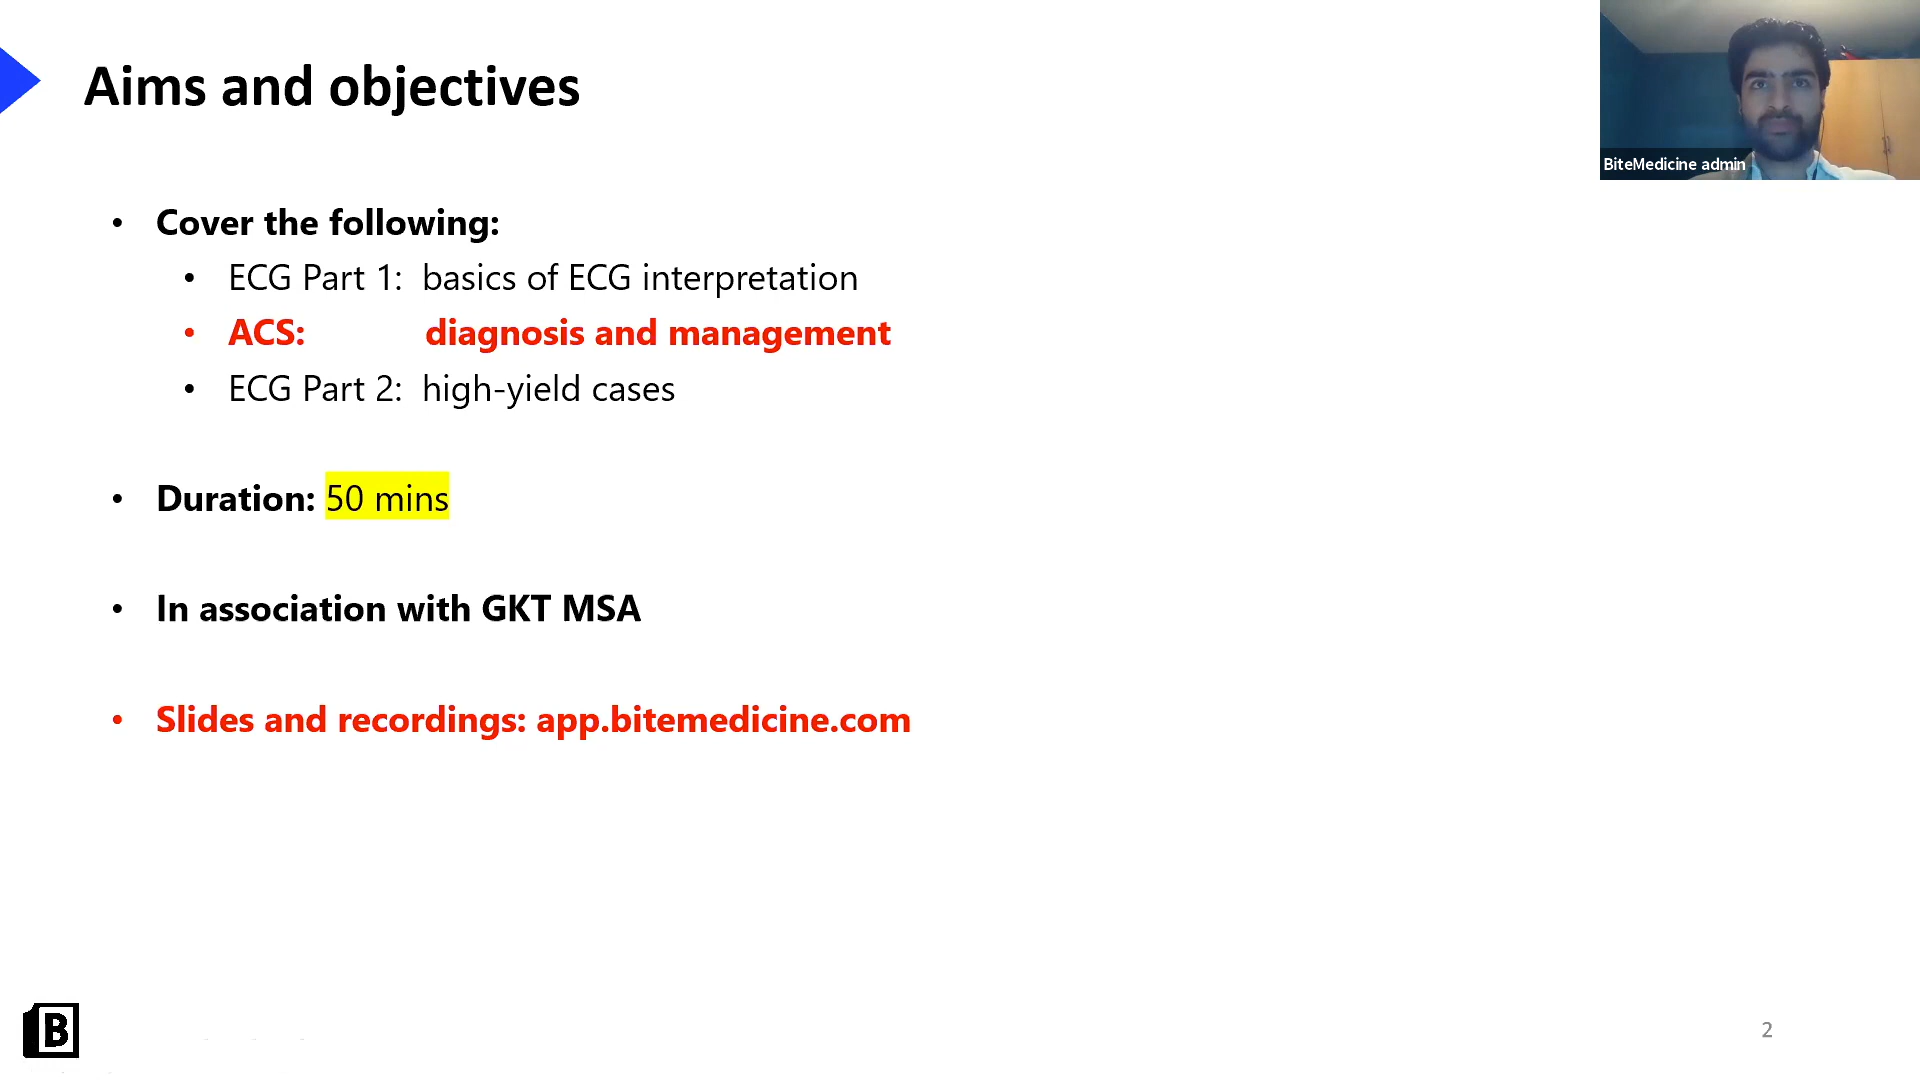 Aims and objectives
BiteMedicine admin
• Cover the following:
• ECG Part 1: basics of ECG interpretation
• ACS: diagnosis and management
• ECG Part 2: high-yield cases
• Duration: 50 mins
• In association with GKT MSA
• Slides and recordings: app.bitemedicine.com
B
2